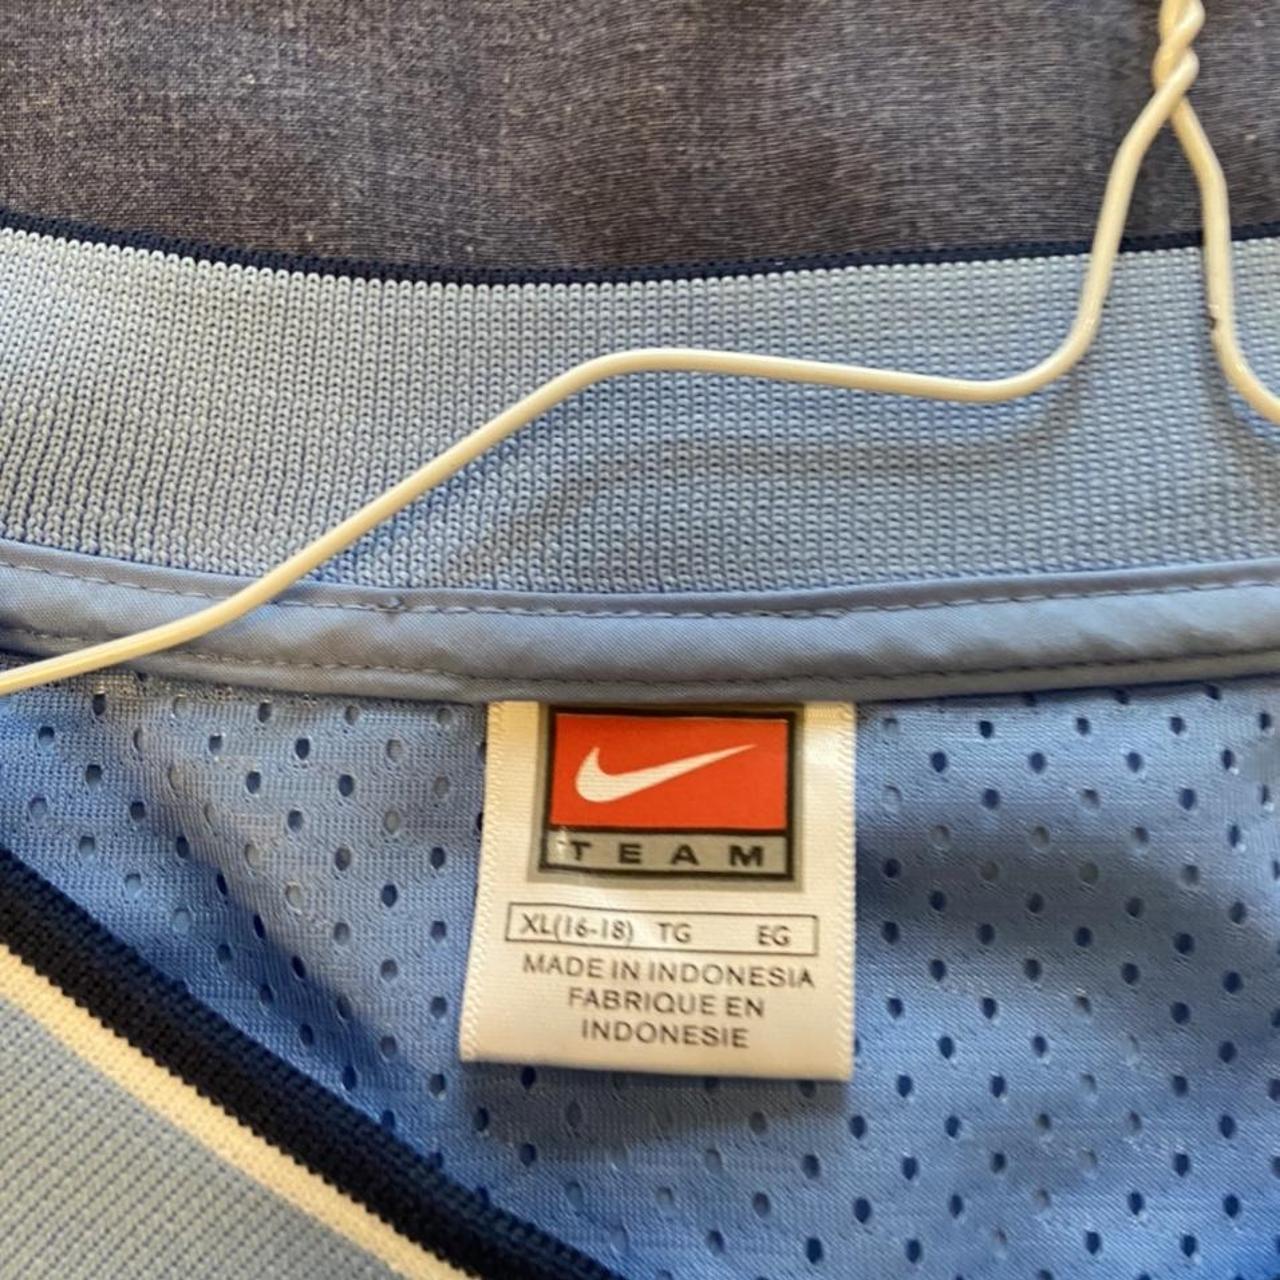 TEAM
XL(16-18) TG EG
MADE IN INDONESIA
FABRIQUE EN
INDONESIE